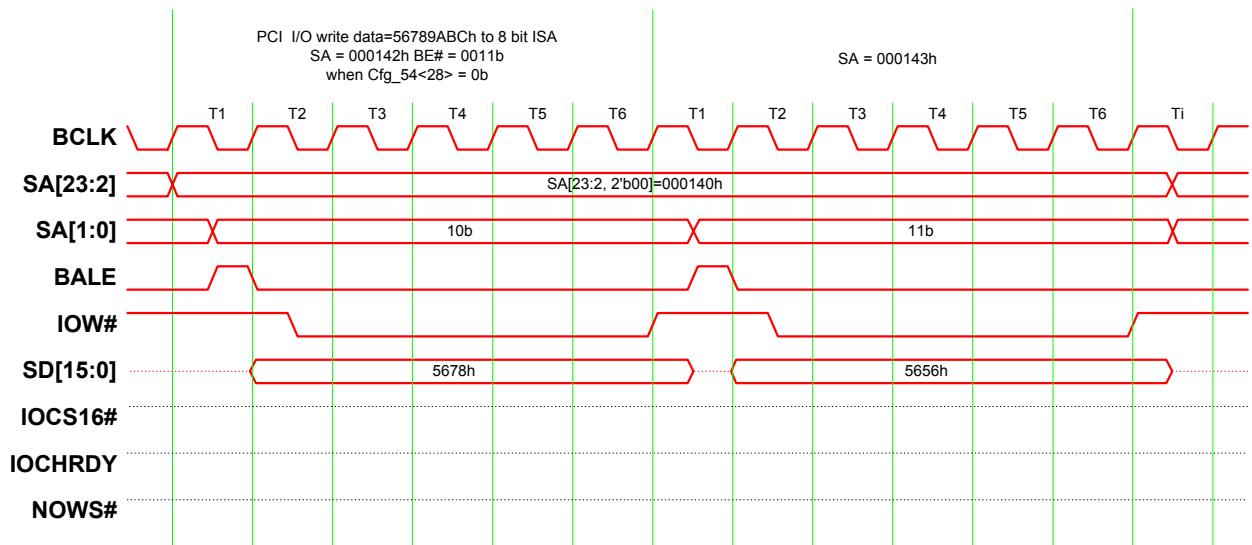 PCI I/O write data=56789ABCh to 8 bit ISA
SA = 000142h BE# = 0011b
when Cfg_54<28> = 0b
SA = 000143h
T1 T2 T3 T4 T5 T6 T1 T2 T3 T4 T5 T6 Ti
BCLK
SA[23:2] SA[23:2, 2'b00]=000140h
SA[1:0] 10b 11b
BALE
IOW#
SD[15:0] 5678h 5656h
IOCS16#
IOCHRDY
NOWS#